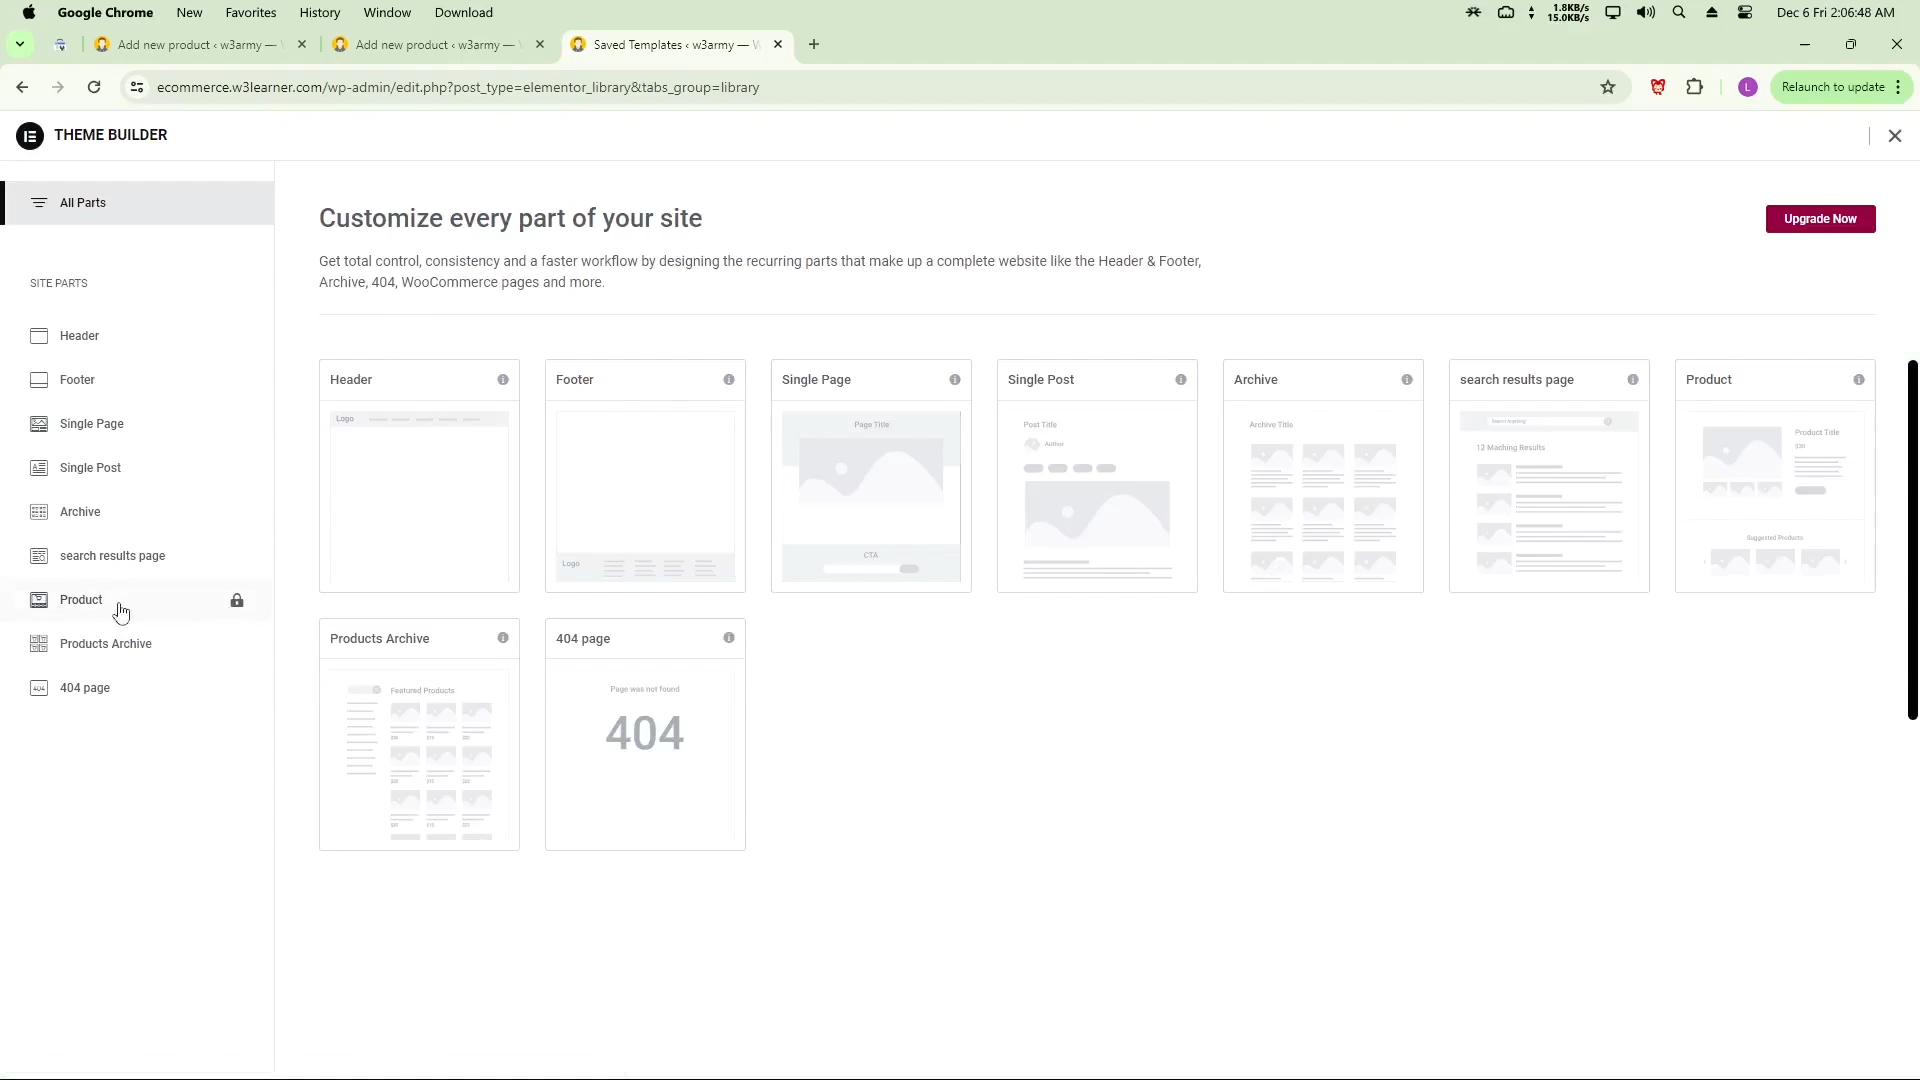 Google Chrome New Favorites History Window Download
1.8KB/s
15.0KB/s
Dec 6 Fri 2:06:48 AM
Add new product ‹ w3army —
Add new product ‹ w3army —
Saved Templates ‹ w3army — W
ecommerce.w3learner.com/wp-admin/edit.php?post_type=elementor_library&tabs_group=library
L
Relaunch to update
THEME BUILDER
All Parts
SITE PARTS
Header
Footer
Single Page
Single Post
Archive
search results page
Product
Products Archive
404
404 page
Customize every part of your site
Upgrade Now
Get total control, consistency and a faster workflow by designing the recurring parts that make up a complete website like the Header & Footer,
Archive, 404, WooCommerce pages and more.
Header
Logo
Footer
Logo
Single Page
Page Title
CTA
Single Post
Post Title
Author
Archive
Archive Title
search results page
Search Anything
12 Maching Results
Product
Product Title
Suggested Products
Products Archive
Featured Products
404 page
Page was not found
404